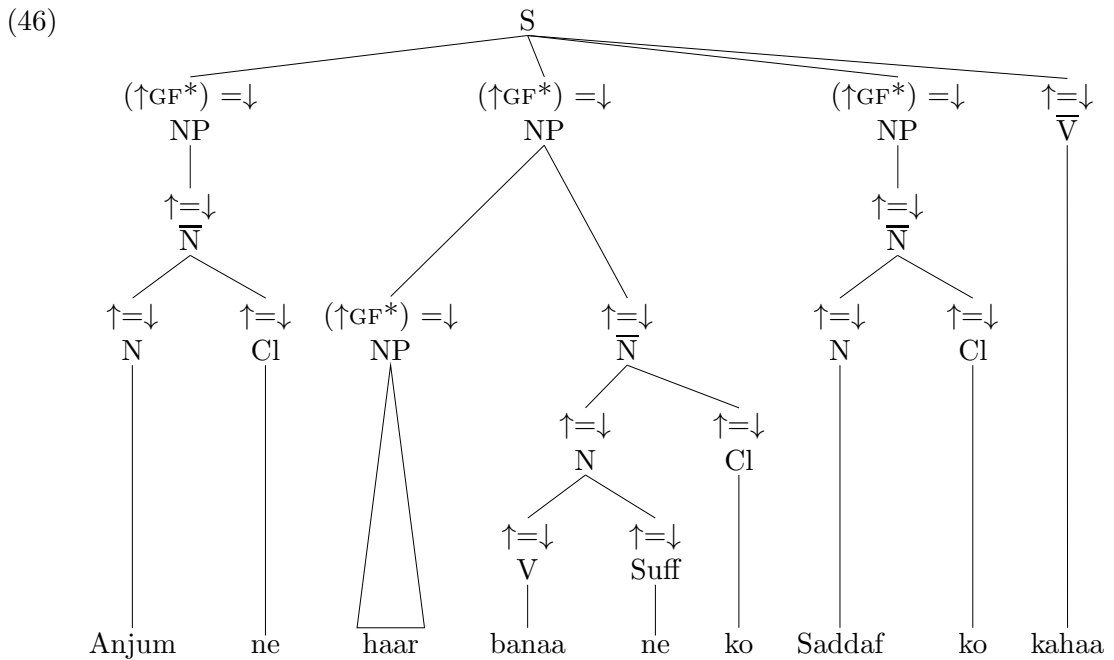 (46) S
(↑GF*) =↓ (↑GF*) =↓ (↑GF*) =↓ ↑=↓
NP NP NP V̅
↑=↓ ↑=↓
N̅ N̅
↑=↓ ↑=↓ (↑GF*) =↓ ↑=↓ ↑=↓ ↑=↓
N Cl NP N̅ N Cl
↑=↓ ↑=↓
N Cl
↑=↓ ↑=↓
V Suff
Anjum ne haar banaa ne ko Saddaf ko kahaa